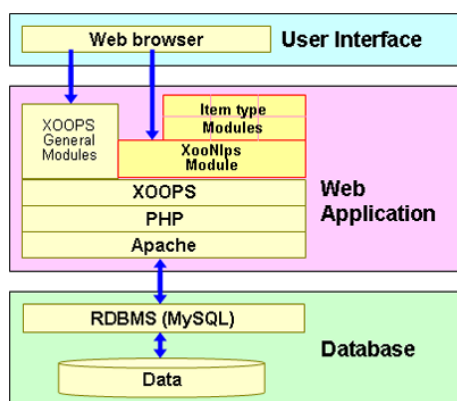 Web browser
User Interface
XOOPS
General
Modules
Item type
Modules
XooNIps
Module
XOOPS
PHP
Apache
Web
Application
RDBMS (MySQL)
Data
Database